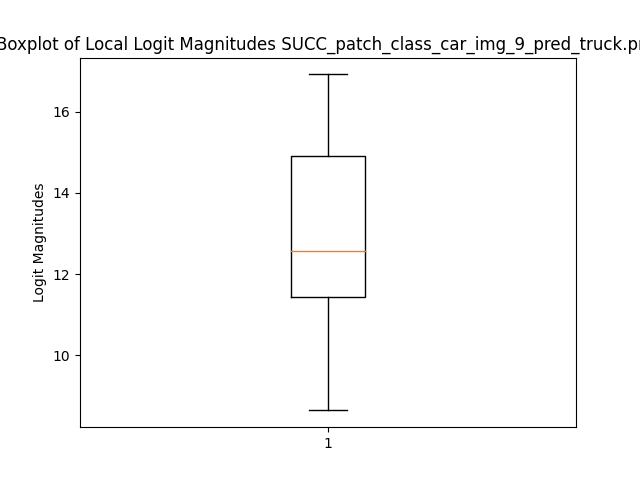 Boxplot of Local Logit Magnitudes SUCC_patch_class_car_img_9_pred_truck.pn
16
14
12
10
Logit Magnitudes
1